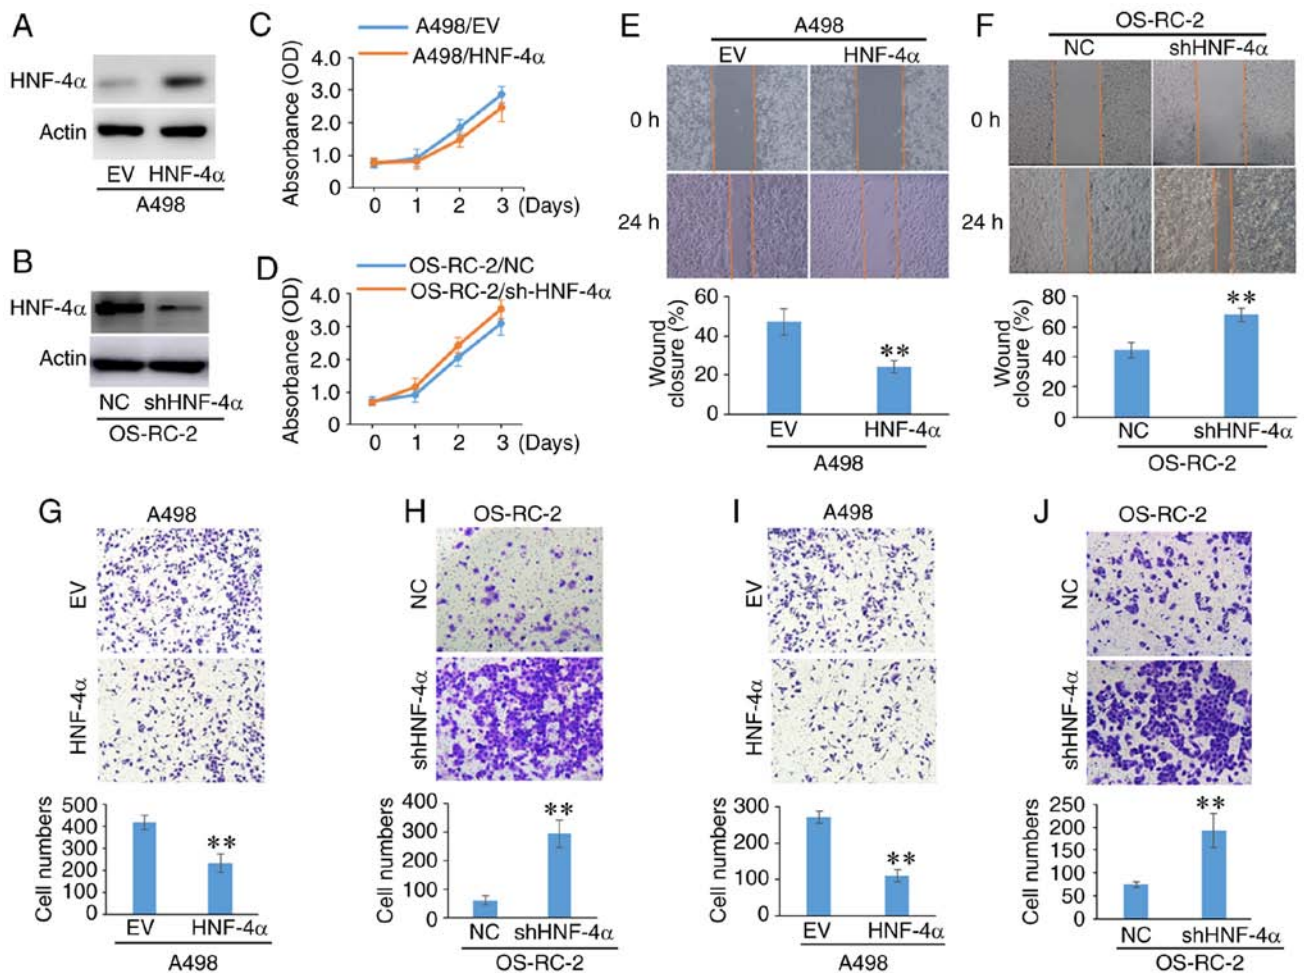 A
HNF-4α
Actin
EV HNF-4α
A498
B
HNF-4α
Actin
NC shHNF-4α
OS-RC-2
C
A498/EV
A498/HNF-4α
Absorbance (OD)
4.0
3.0
2.0
1.0
0
0 1 2 3 (Days)
D
OS-RC-2/NC
OS-RC-2/sh-HNF-4α
Absorbance (OD)
4.0
3.0
2.0
1.0
0
0 1 2 3 (Days)
E
A498
EV HNF-4α
0 h
24 h
Wound
closure (%)
60
40
20
0
**
EV HNF-4α
A498
F
OS-RC-2
NC shHNF-4α
0 h
24 h
Wound
closure (%)
80
60
40
20
0
**
NC shHNF-4α
OS-RC-2
G
A498
EV
HNF-4α
Cell numbers
500
400
300
200
100
0
**
EV HNF-4α
A498
H
OS-RC-2
NC
shHNF-4α
Cell numbers
400
300
200
100
0
**
NC shHNF-4α
OS-RC-2
I
A498
EV
HNF-4α
Cell numbers
300
200
100
0
**
EV HNF-4α
A498
J
OS-RC-2
NC
shHNF-4α
Cell numbers
250
200
150
100
50
0
**
NC shHNF-4α
OS-RC-2